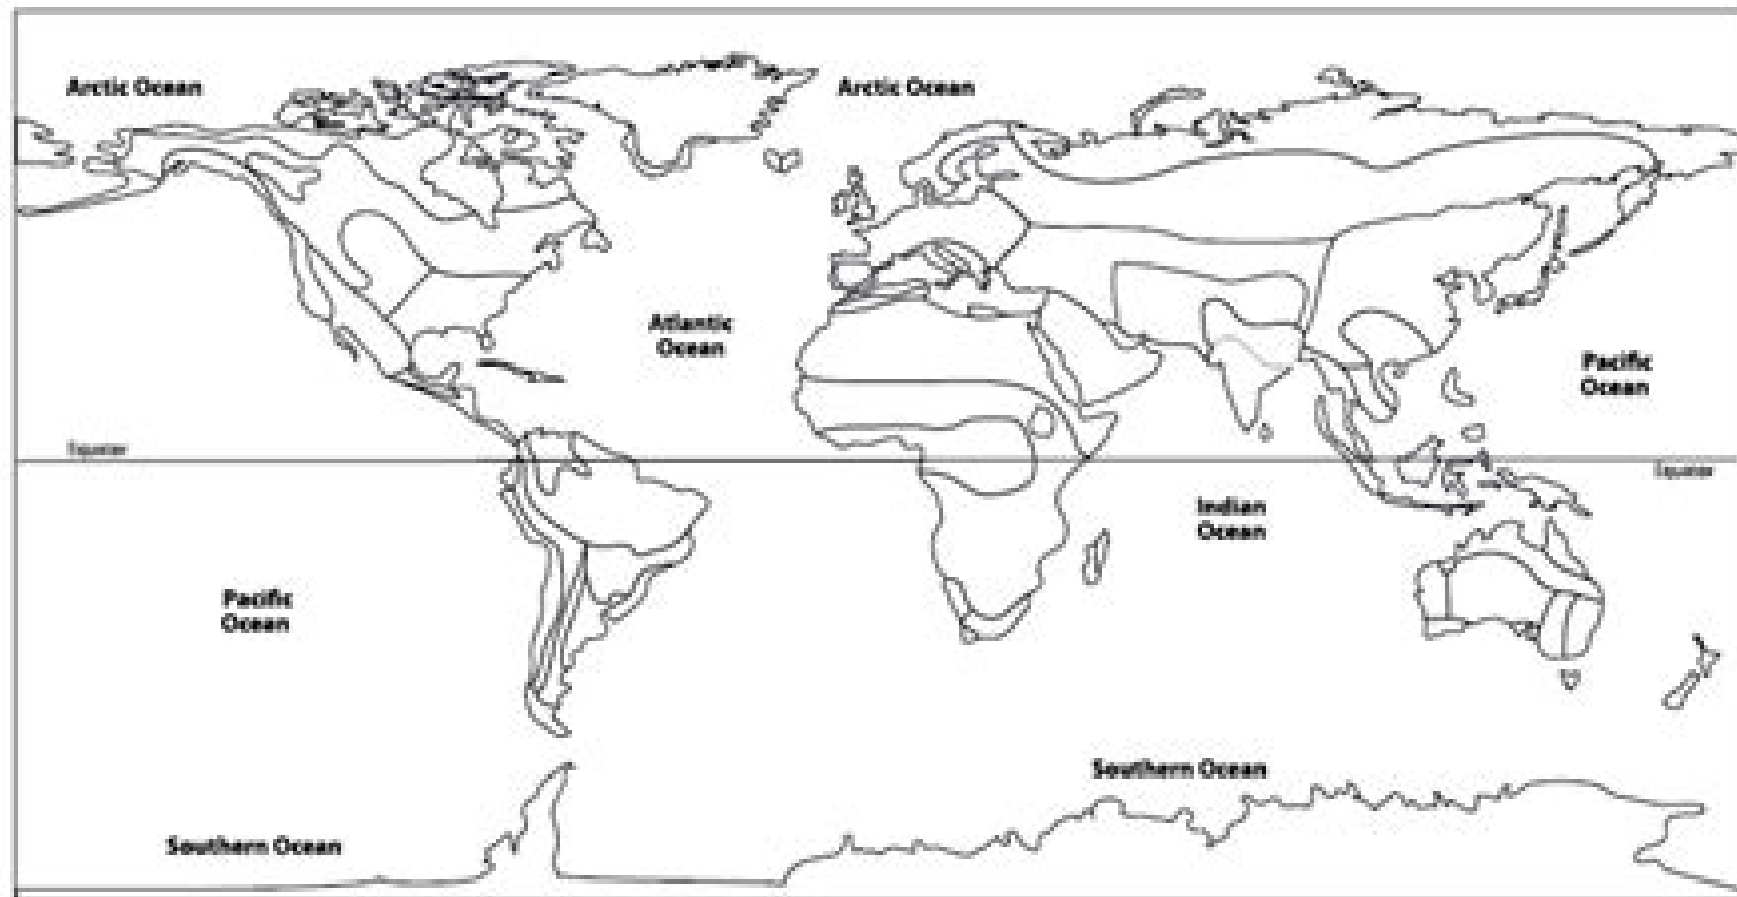 Arctic Ocean
Arctic Ocean
Atlantic
Ocean
Pacific
Ocean
Equator
Equator
Indian
Ocean
Pacific
Ocean
Southern Ocean
Southern Ocean